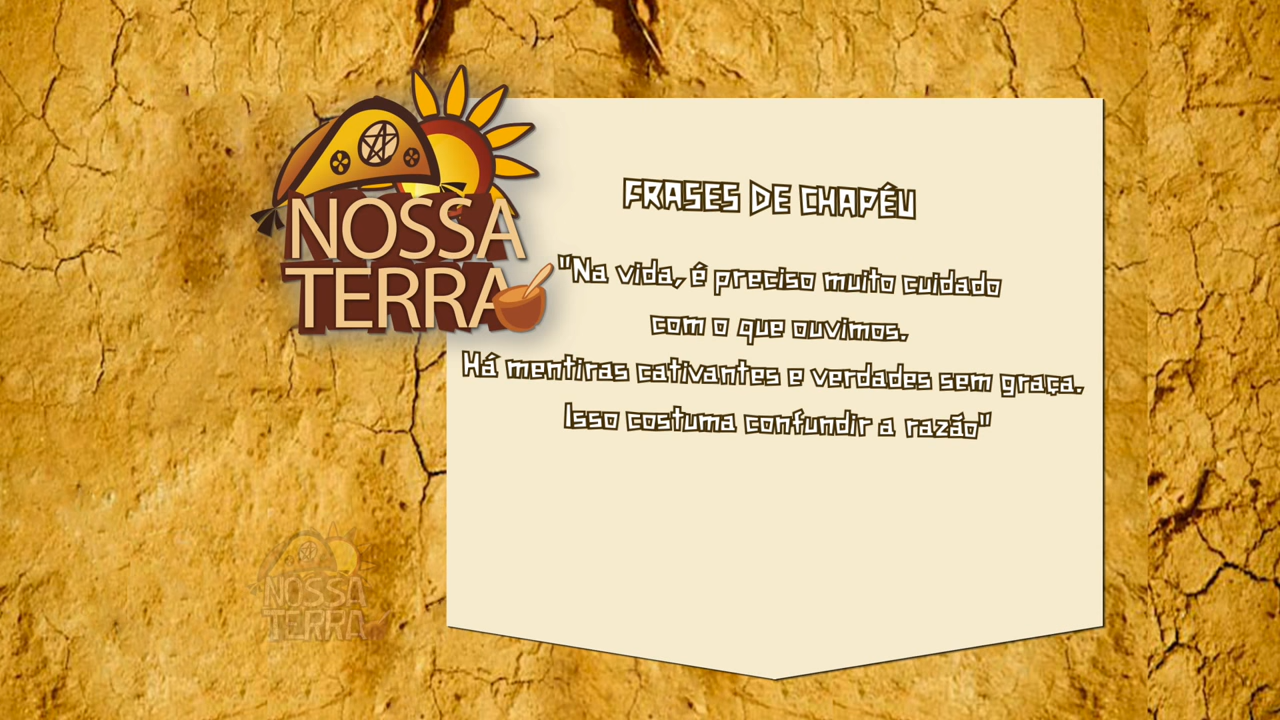 NOSSA
TERRA
FRASES DE CHAPÉU
"Na vida, é preciso muito cuidado
com o que ouvimos.
Há mentiras cativantes e verdades sem graça.
Isso costuma confundir a razão"
NOSSA
TERRA